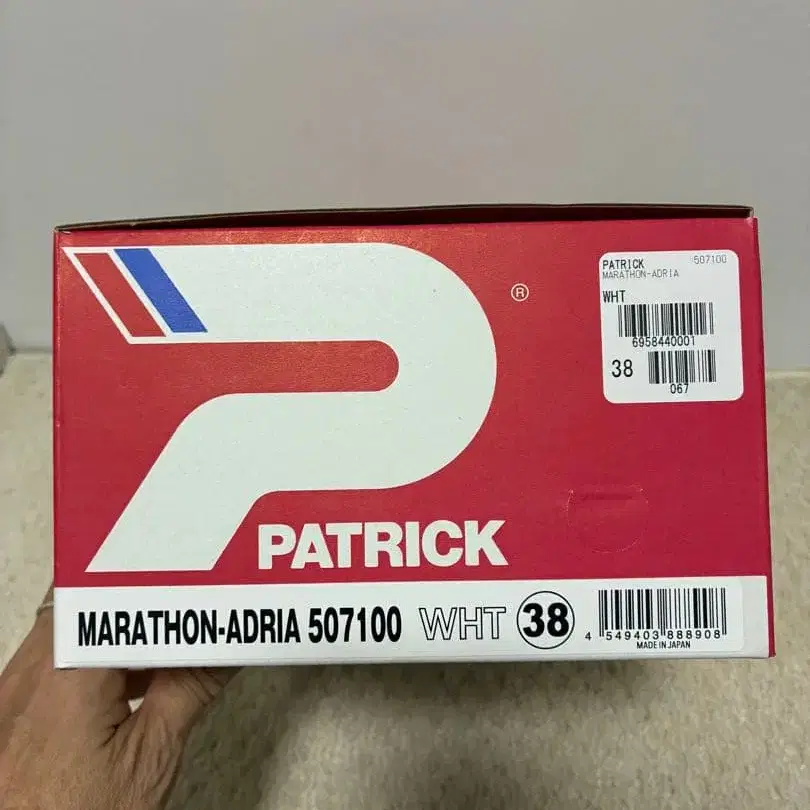 ®
PATRICK 507100
MARATHON-ADRIA
WHT
6958440001
38
067
PATRICK
MARATHON-ADRIA 507100 WHT 38
4 549403 888908
MADE IN JAPAN